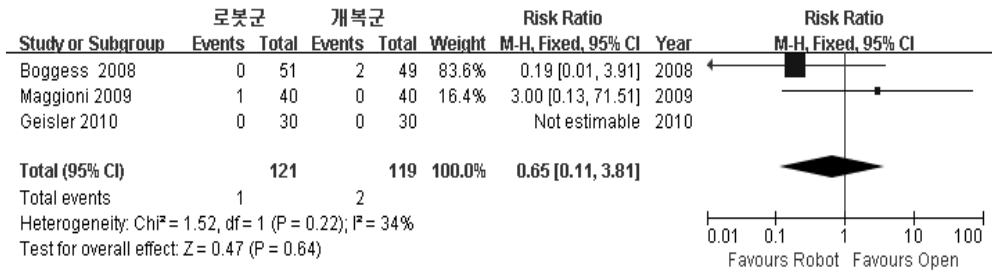 로봇군 개복군 Risk Ratio Risk Ratio
Study or Subgroup Events Total Events Total Weight M-H, Fixed, 95% CI Year M-H, Fixed, 95% CI
Boggess 2008 0 51 2 49 83.6% 0.19 [0.01, 3.91] 2008
Maggioni 2009 1 40 0 40 16.4% 3.00 [0.13, 71.51] 2009
Geisler 2010 0 30 0 30 Not estimable 2010
Total (95% CI) 121 119 100.0% 0.65 [0.11, 3.81]
Total events 1 2
Heterogeneity: Chi² = 1.52, df = 1 (P = 0.22); I² = 34%
Test for overall effect: Z = 0.47 (P = 0.64)
0.01 0.1 1 10 100
Favours Robot Favours Open